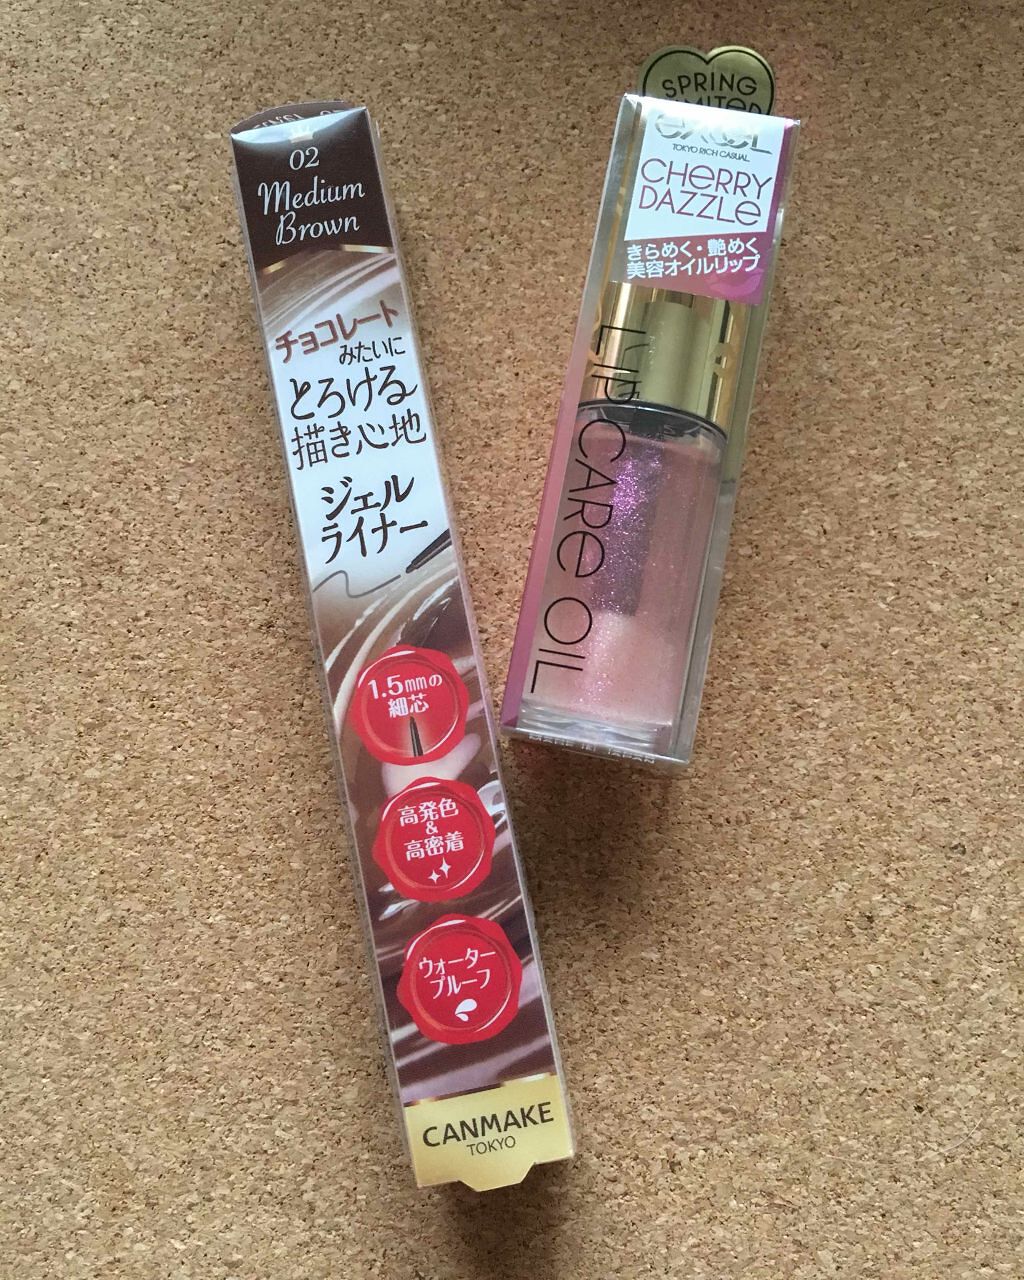 02
Medium
Brown
チョコレート
みたいに
とろける
描き心地
ジェル
ライナー
1.5mmの
細芯
高発色
&
高密着
ウォーター
プルーフ
CANMAKE
TOKYO
SPRING
LIMITED
excel
TOKYO RICH CASUAL
CHERRY
DAZZLE
きらめく・艶めく
美容オイルリップ
LIP CARE OIL
MADE IN JAPAN